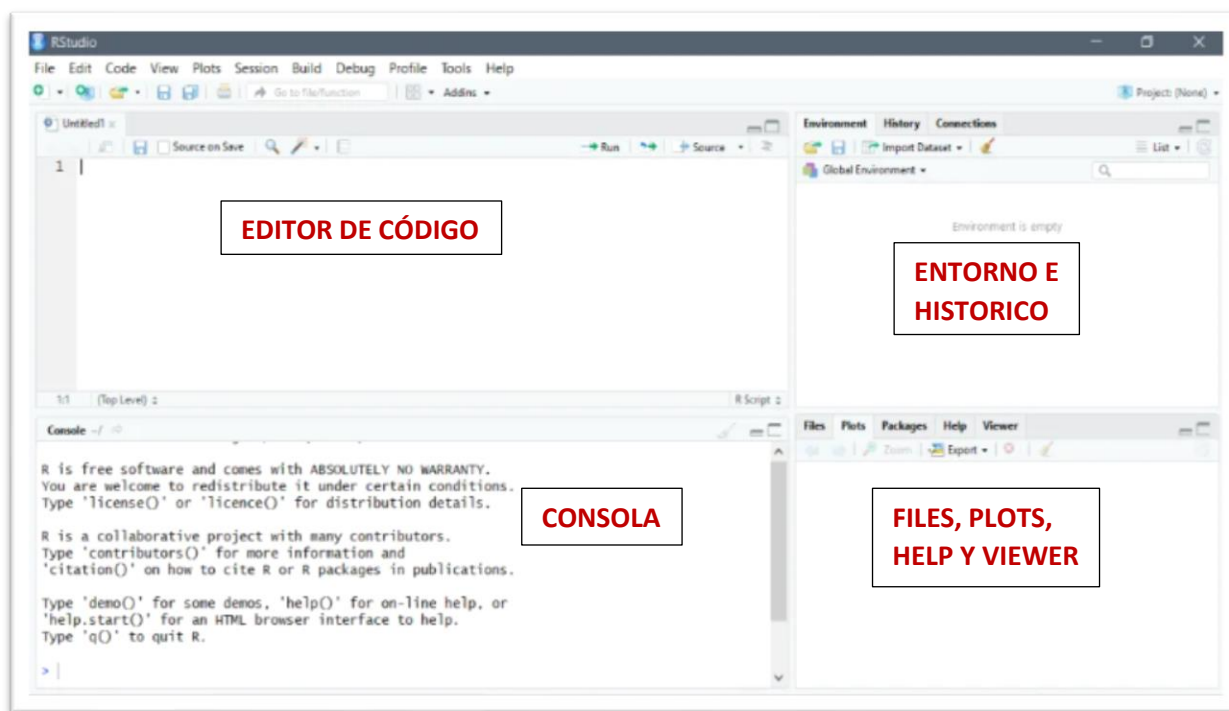 RStudio
File Edit Code View Plots Session Build Debug Profile Tools Help
Go to file/function Addins
Project: (None)
Untitled1
Source on Save Run Source
1
EDITOR DE CÓDIGO
1:1 (Top Level) R Script
Environment History Connections
Import Dataset List
Global Environment
Environment is empty
ENTORNO E
HISTORICO
Console ~/
R is free software and comes with ABSOLUTELY NO WARRANTY.
You are welcome to redistribute it under certain conditions.
Type 'license()' or 'licence()' for distribution details.
R is a collaborative project with many contributors.
Type 'contributors()' for more information and
'citation()' on how to cite R or R packages in publications.
Type 'demo()' for some demos, 'help()' for on-line help, or
'help.start()' for an HTML browser interface to help.
Type 'q()' to quit R.
>
CONSOLA
Files Plots Packages Help Viewer
Zoom Export
FILES, PLOTS,
HELP Y VIEWER